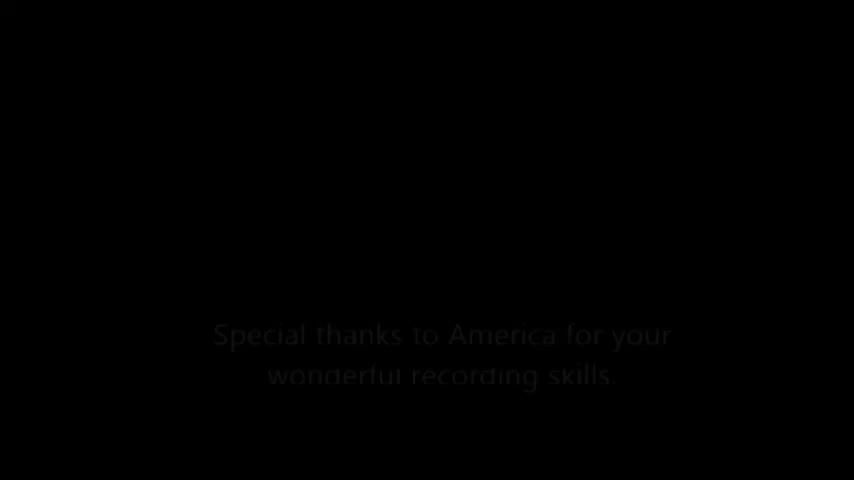 Special thanks to America for your
wonderful recording skills.